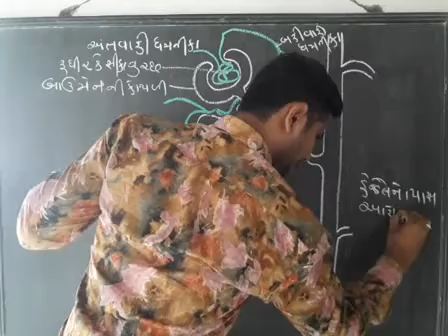 અંતવાહી ધમનીકા
બહીર્વાહી
ધમનીકા
રૂધીર કેશીકાગુચ્છ
બાઉમેનની કોથળી
હેન્લેનો પાશ